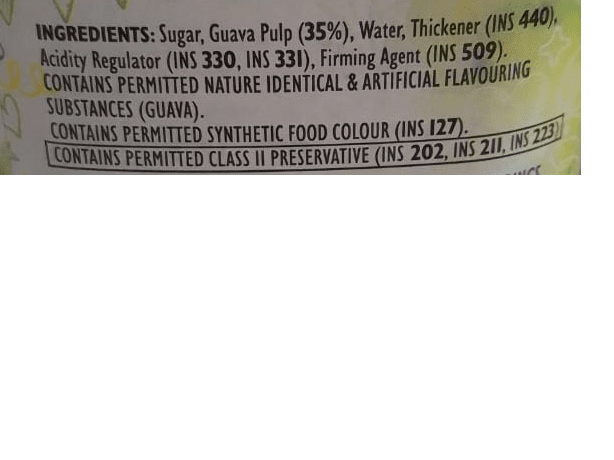 INGREDIENTS: Sugar, Guava Pulp (35%), Water, Thickener (INS 440),
Acidity Regulator (INS 330, INS 331), Firming Agent (INS 509).
CONTAINS PERMITTED NATURE IDENTICAL & ARTIFICIAL FLAVOURING
SUBSTANCES (GUAVA).
CONTAINS PERMITTED SYNTHETIC FOOD COLOUR (INS 127).
CONTAINS PERMITTED CLASS II PRESERVATIVE (INS 202, INS 211, INS 223)